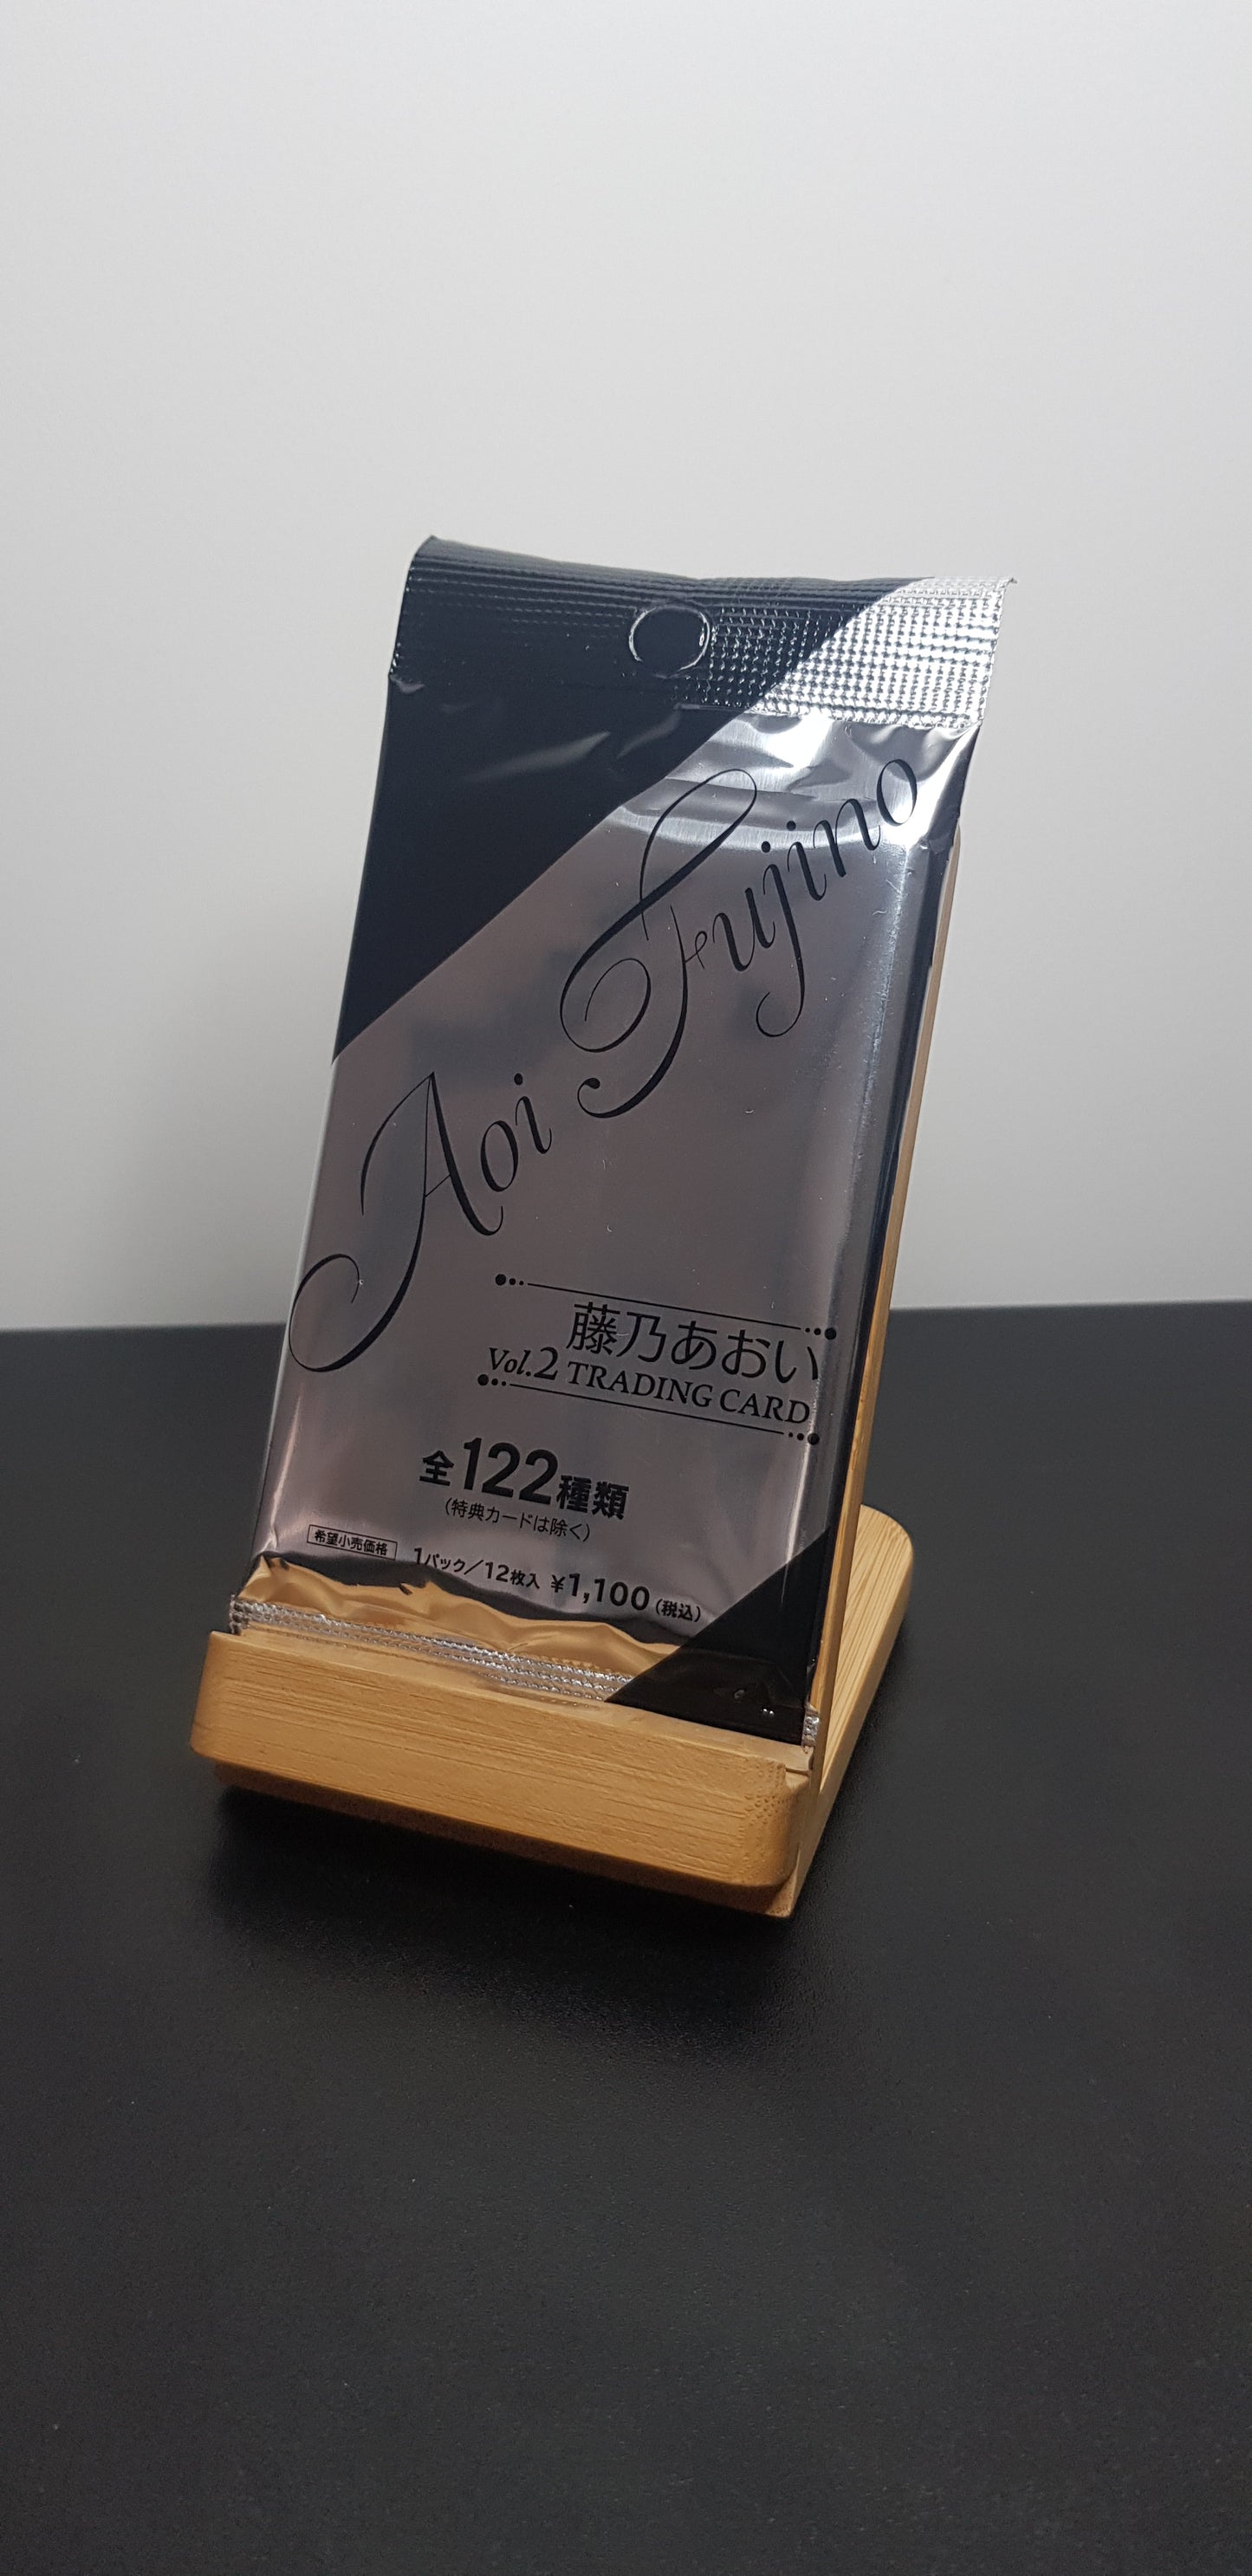 Aoi Fujino
藤乃あおい
Vol.2 TRADING CARD
全122種類
(特典カードは除く)
希望小売価格 1パック/12枚入 ¥1,100(税込)